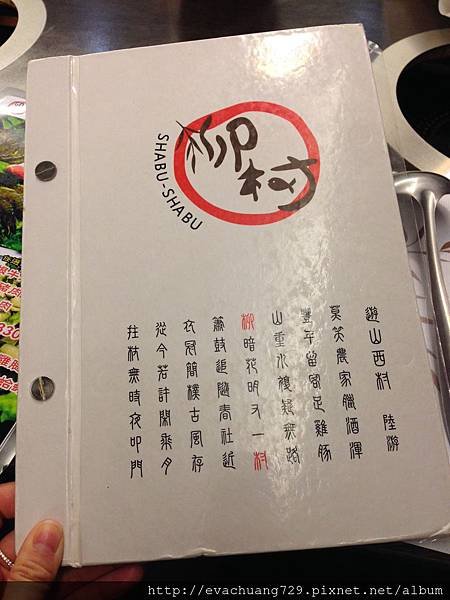 柳村
SHABU-SHABU
遊山西村 陸游
莫笑農家臘酒渾
豐年留客足雞豚
山重水複疑無路
柳暗花明又一村
簫鼓追隨春社近
衣冠簡樸古風存
從今若許閒乘月
拄杖無時夜叩門
http://evachuang729.pixnet.net/album